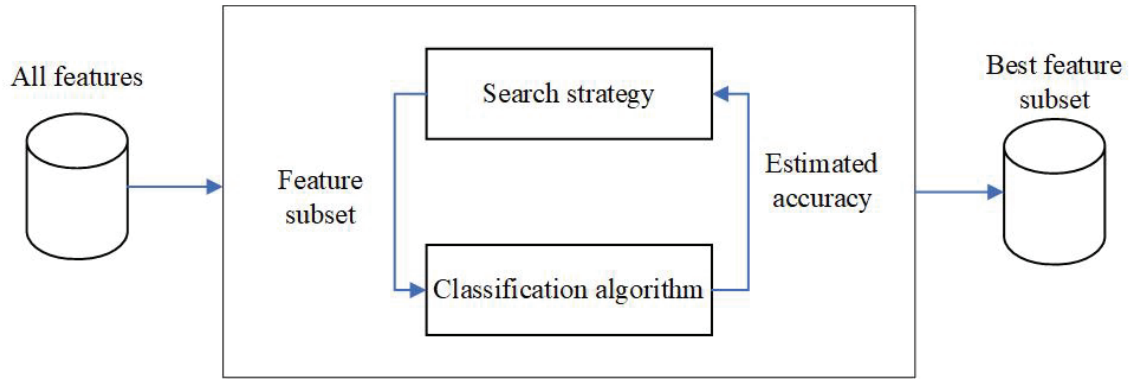 All features
Search strategy
Feature
subset
Estimated
accuracy
Classification algorithm
Best feature
subset